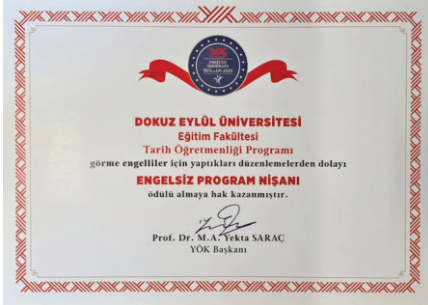 DOKUZ EYLÜL ÜNİVERSİTESİ
Eğitim Fakültesi
Tarih Öğretmenliği Programı
görme engelliler için yaptıkları düzenlemelerden dolayı
ENGELSİZ PROGRAM NİŞANI
ödülü almaya hak kazanmıştır.
Prof. Dr. M.A. Yekta SARAÇ
YÖK Başkanı